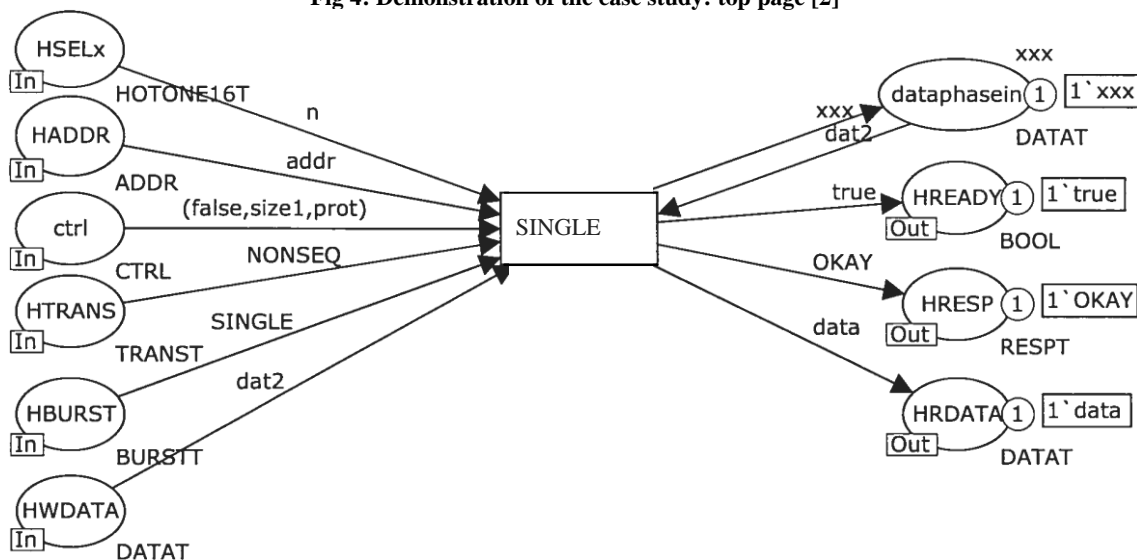 Fig 4: Demonstration of the case study: top page [2]
HSELx
In
HOTONE16T
n
HADDR
In
ADDR
addr
ctrl
In
CTRL
(false,size1,prot)
HTRANS
In
TRANST
NONSEQ
HBURST
In
BURSTT
SINGLE
HWDATA
In
DATAT
dat2
SINGLE
xxx
dat2
xxx
dataphasein
1
1`xxx
DATAT
true
HREADY
1
1`true
Out
BOOL
OKAY
HRESP
1
1`OKAY
Out
RESPT
data
HRDATA
1
1`data
Out
DATAT